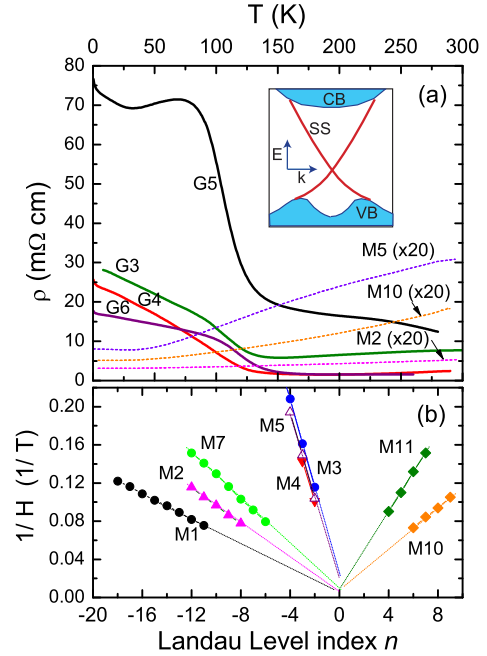 T (K)
0 50 100 150 200 250 300
80
70
60
50
40
30
20
10
0
ρ (mΩ cm)
(a)
CB
SS
E
k
VB
G5
G3
G4
G6
M5 (x20)
M10 (x20)
M2 (x20)
0.20
0.16
0.12
0.08
0.04
0.00
1/ H (1/ T)
(b)
M5
M7
M11
M2
M3
M4
M1
M10
-20 -16 -12 -8 -4 0 4 8
Landau Level index n